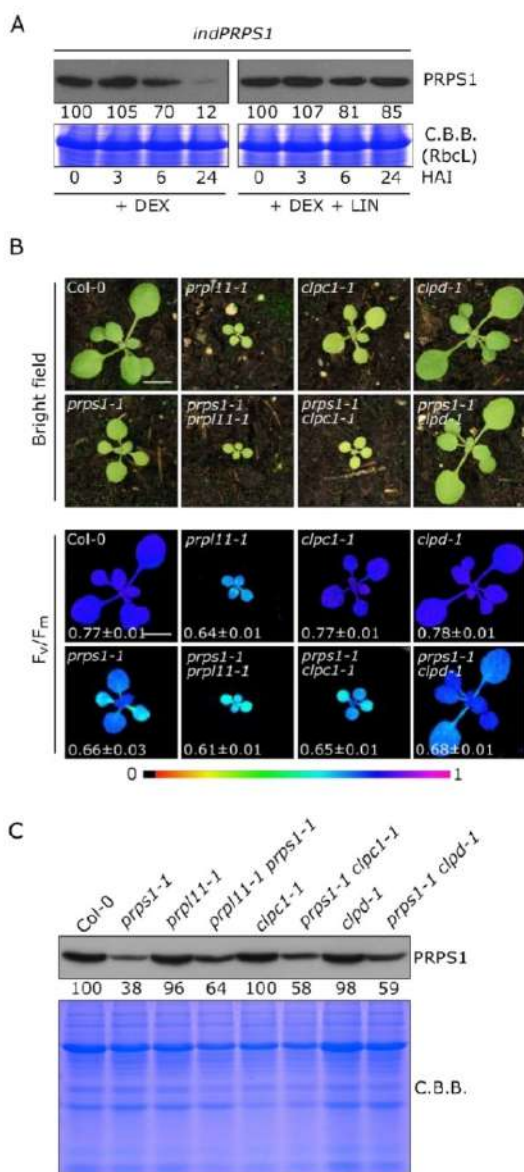 A
indPRPS1
PRPS1
100 105 70 12 100 107 81 85
C.B.B.
(RbcL)
0 3 6 24 0 3 6 24 HAI
+ DEX + DEX + LIN
B
Bright field
Col-0 prpl11-1 clpc1-1 clpd-1
prps1-1 prps1-1 prps1-1 prps1-1
prpl11-1 clpc1-1 clpd-1
Fv/Fm
Col-0 prpl11-1 clpc1-1 clpd-1
0.77±0.01 0.64±0.01 0.77±0.01 0.78±0.01
prps1-1 prps1-1 prps1-1 prps1-1
prpl11-1 clpc1-1 clpd-1
0.66±0.03 0.61±0.01 0.65±0.01 0.68±0.01
0 1
C
Col-0 prps1-1 prpl11-1 prpl11-1 prps1-1 clpc1-1 prps1-1 clpc1-1 clpd-1 prps1-1 clpd-1
PRPS1
100 38 96 64 100 58 98 59
C.B.B.